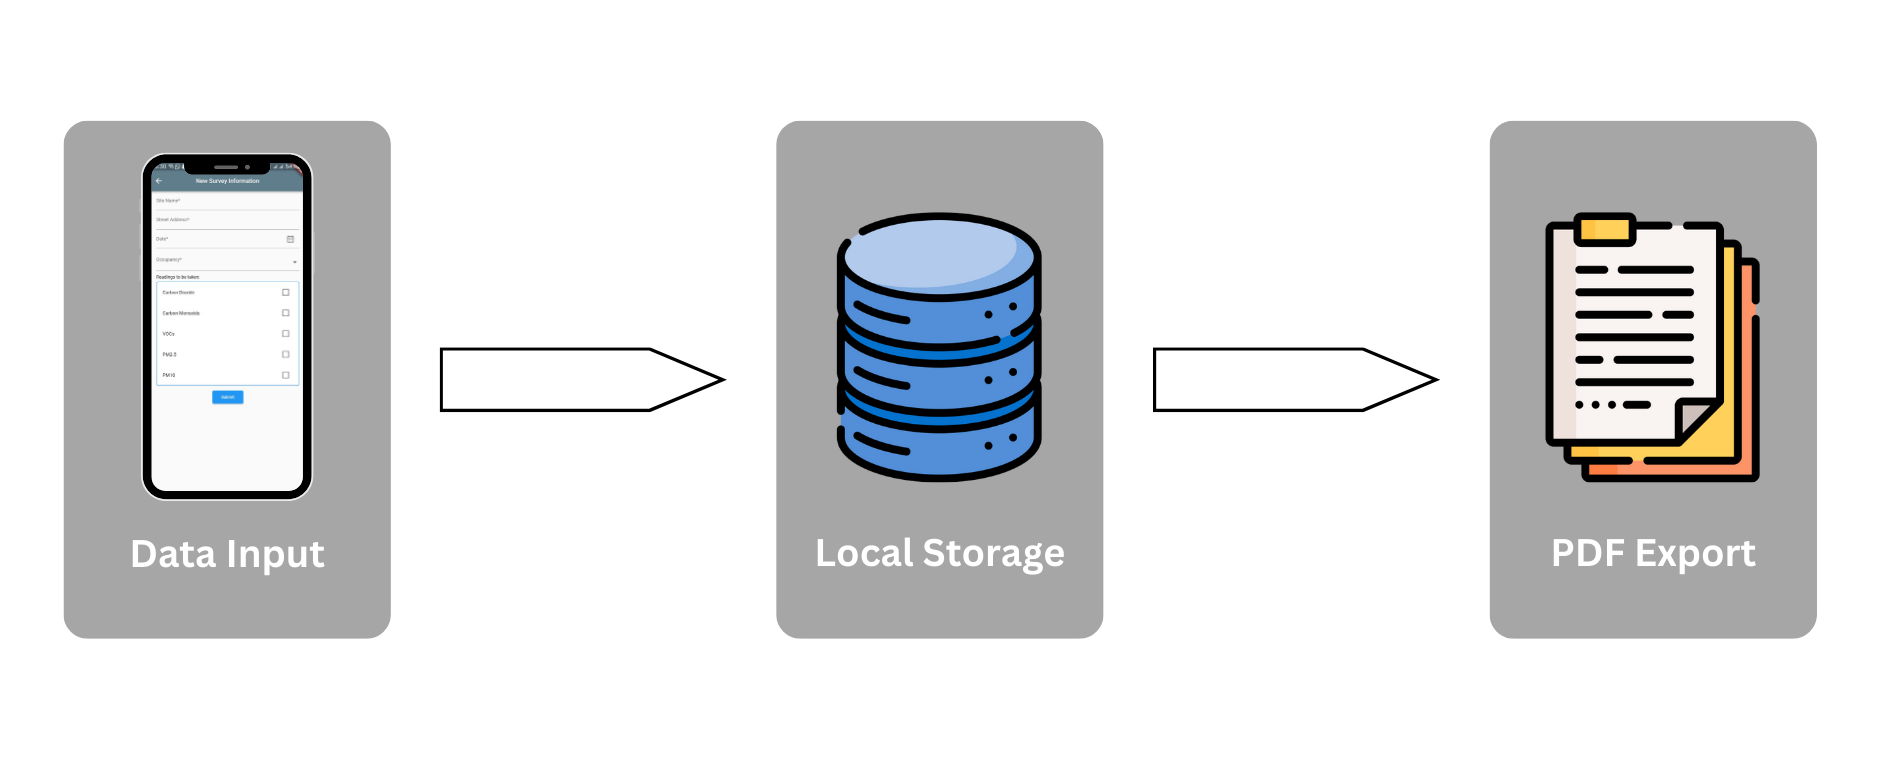 New Survey Information
Site Name*
Street Address*
Date*
Occupancy*
Readings to be taken:
Carbon Dioxide
Carbon Monoxide
VOCs
PM2.5
PM10
Data Input
Local Storage
PDF Export